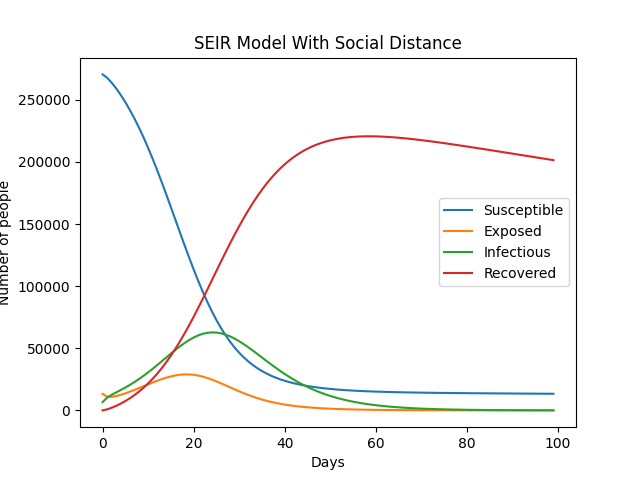 SEIR Model With Social Distance
Number of people
250000
200000
150000
100000
50000
0
Susceptible
Exposed
Infectious
Recovered
0 20 40 60 80 100
Days